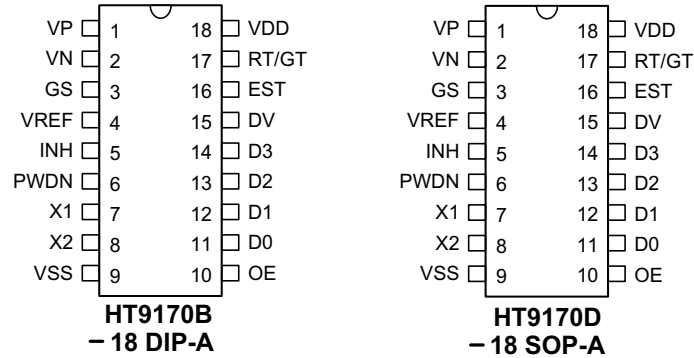 VP 1 18 VDD
VN 2 17 RT/GT
GS 3 16 EST
VREF 4 15 DV
INH 5 14 D3
PWDN 6 13 D2
X1 7 12 D1
X2 8 11 D0
VSS 9 10 OE
HT9170B
– 18 DIP-A
VP 1 18 VDD
VN 2 17 RT/GT
GS 3 16 EST
VREF 4 15 DV
INH 5 14 D3
PWDN 6 13 D2
X1 7 12 D1
X2 8 11 D0
VSS 9 10 OE
HT9170D
– 18 SOP-A